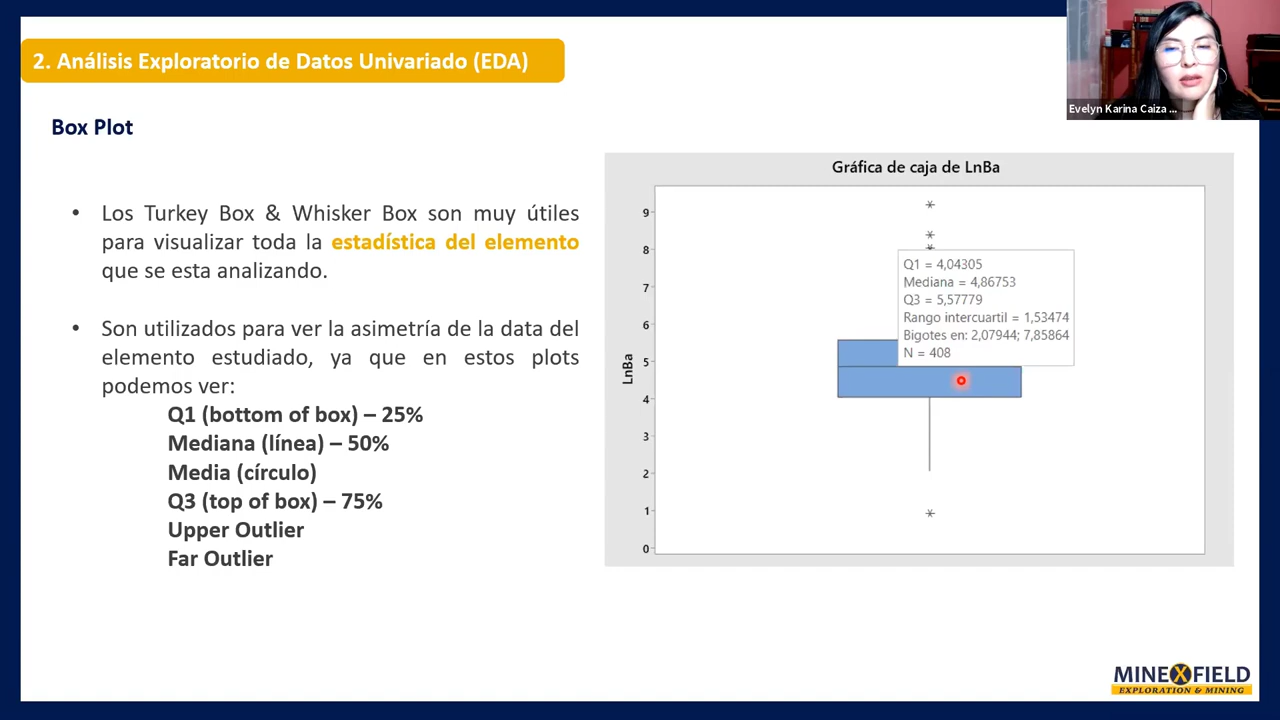 2. Análisis Exploratorio de Datos Univariado (EDA)
Evelyn Karina Caiza ...
Box Plot
• Los Turkey Box & Whisker Box son muy útiles
para visualizar toda la estadística del elemento
que se esta analizando.
• Son utilizados para ver la asimetría de la data del
elemento estudiado, ya que en estos plots
podemos ver:
Q1 (bottom of box) – 25%
Mediana (línea) – 50%
Media (círculo)
Q3 (top of box) – 75%
Upper Outlier
Far Outlier
Gráfica de caja de LnBa
9
8
7
6
5
4
3
2
1
0
LnBa
Q1 = 4,04305
Mediana = 4,86753
Q3 = 5,57779
Rango intercuartil = 1,53474
Bigotes en: 2,07944; 7,85864
N = 408
MINEXFIELD
EXPLORATION & MINING